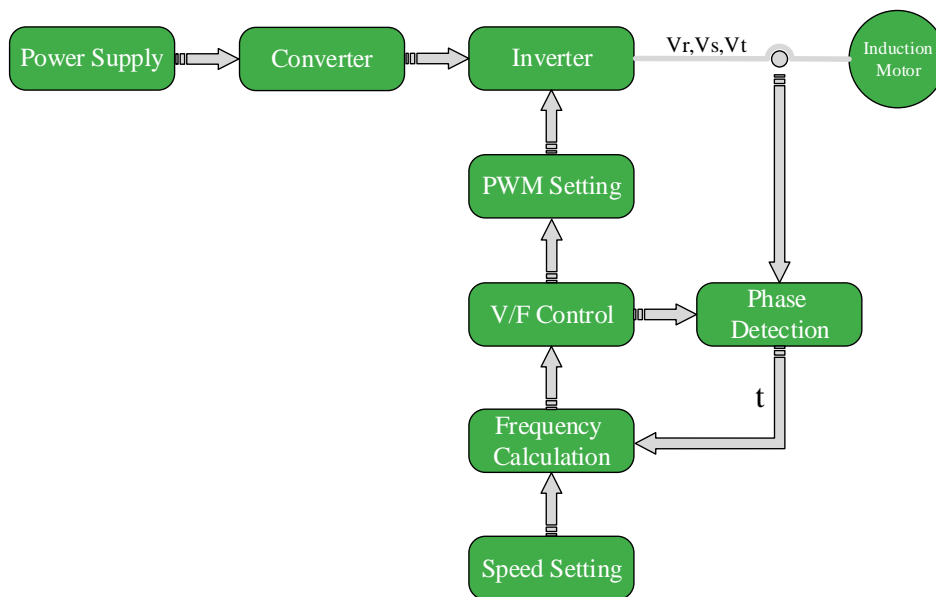 Power Supply
Converter
Inverter
Vr,Vs,Vt
Induction
Motor
PWM Setting
V/F Control
Phase
Detection
t
Frequency
Calculation
Speed Setting